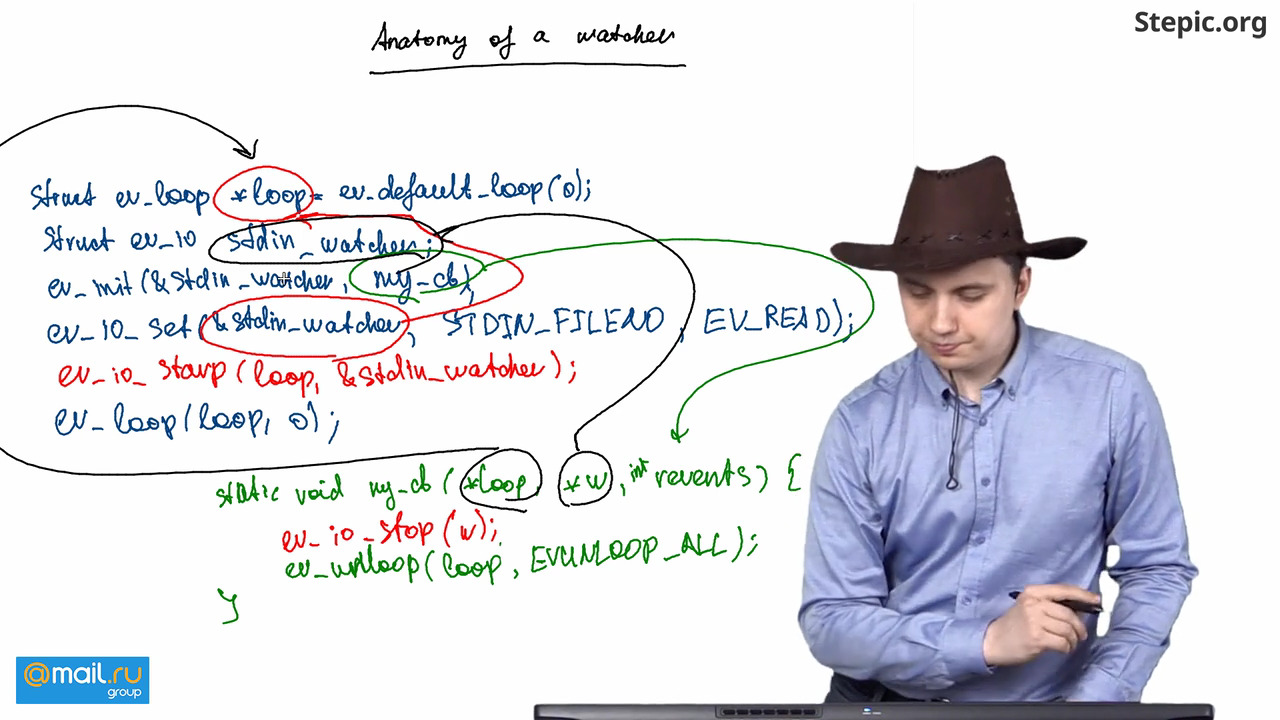 Stepic.org
Anatomy of a watcher
struct ev_loop *loop = ev_default_loop(0);
struct ev_io stdin_watcher;
ev_init(&stdin_watcher, my_cb);
ev_io_set(&stdin_watcher, STDIN_FILENO, EV_READ);
ev_io_starp(loop, &stdin_watcher);
ev_loop(loop, 0);
static void my_cb(*loop, *w, int revents) {
ev_io_stop(w);
ev_unloop(loop, EVUNLOOP_ALL);
}
@mail.ru
group